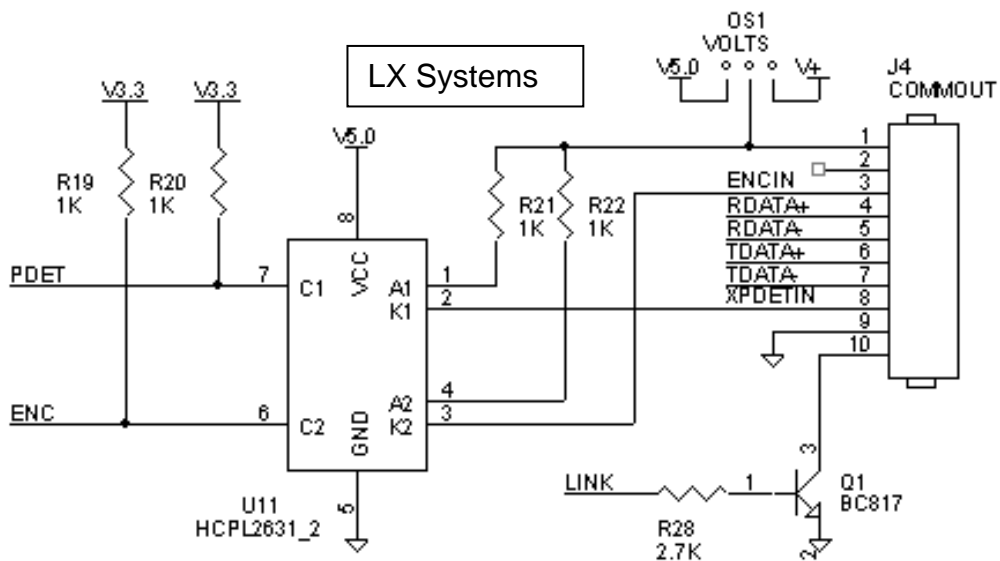 OS1
VOLTS
V5.0
V+
LX Systems
J4
COMMOUT
V3.3
V3.3
V5.0
R19
1K
R20
1K
R21
1K
R22
1K
8
VCC
PDET
7
C1
A1
1
K1
2
ENC
6
C2
A2
4
K2
3
GND
5
U11
HCPL2631_2
ENCIN
RDATA+
RDATA-
TDATA+
TDATA-
XPDETIN
1
2
3
4
5
6
7
8
9
10
LINK
R28
2.7K
1
3
2
Q1
BC817